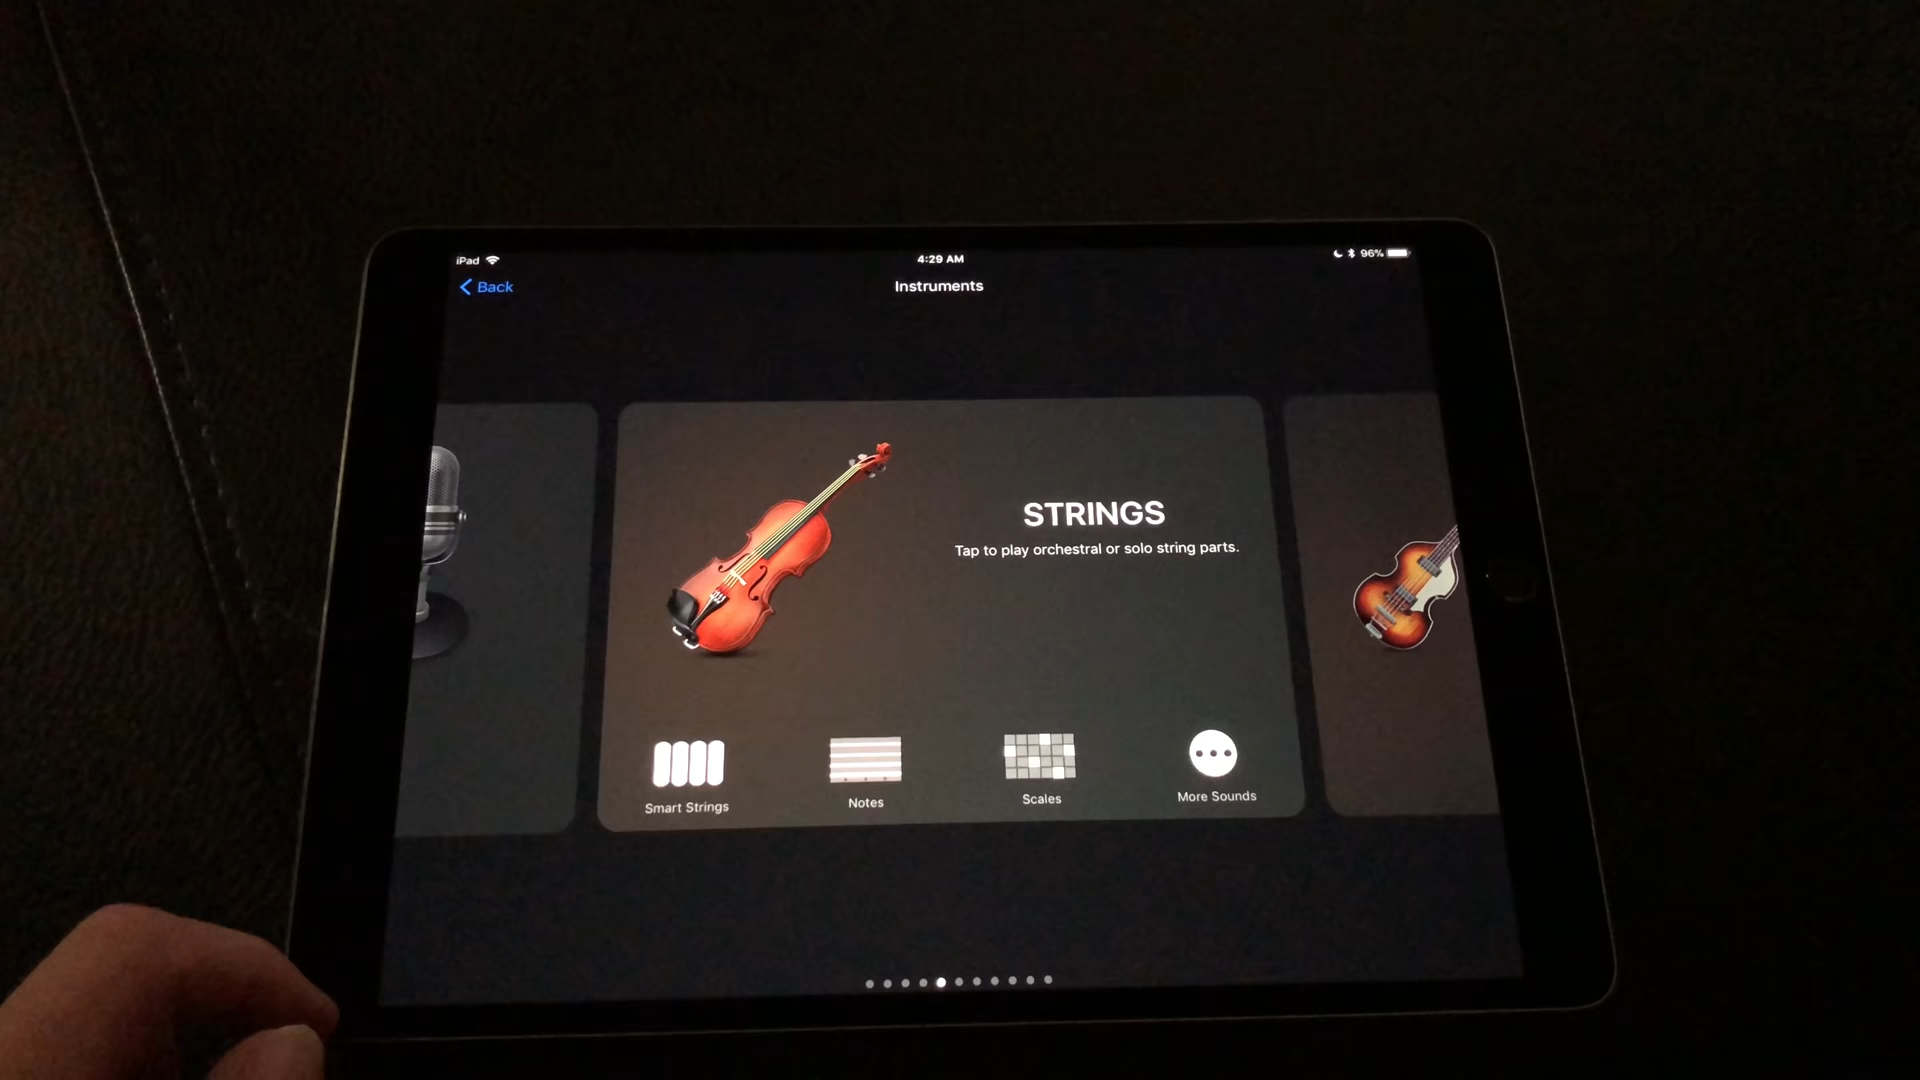 iPad
4:29 AM
96%
Back
Instruments
STRINGS
Tap to play orchestral or solo string parts.
Smart Strings
Notes
Scales
More Sounds